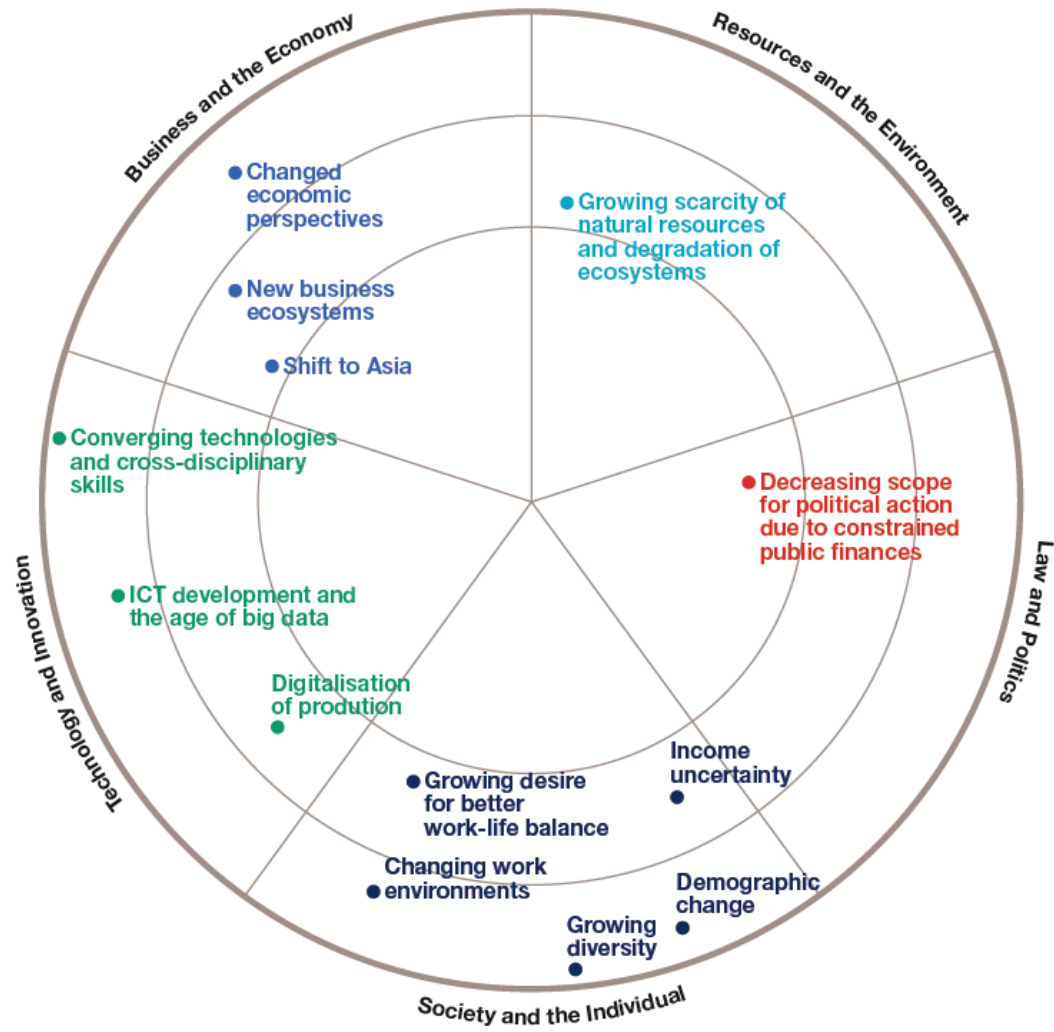 Business and the Economy
Resources and the Environment
Changed
economic
perspectives
Growing scarcity of
natural resources
and degradation of
ecosystems
New business
ecosystems
Shift to Asia
Converging technologies
and cross-disciplinary
skills
Decreasing scope
for political action
due to constrained
public finances
Law and Politics
Technology and Innovation
ICT development and
the age of big data
Digitalisation
of prodution
Income
uncertainty
Growing desire
for better
work-life balance
Changing work
environments
Demographic
change
Growing
diversity
Society and the Individual